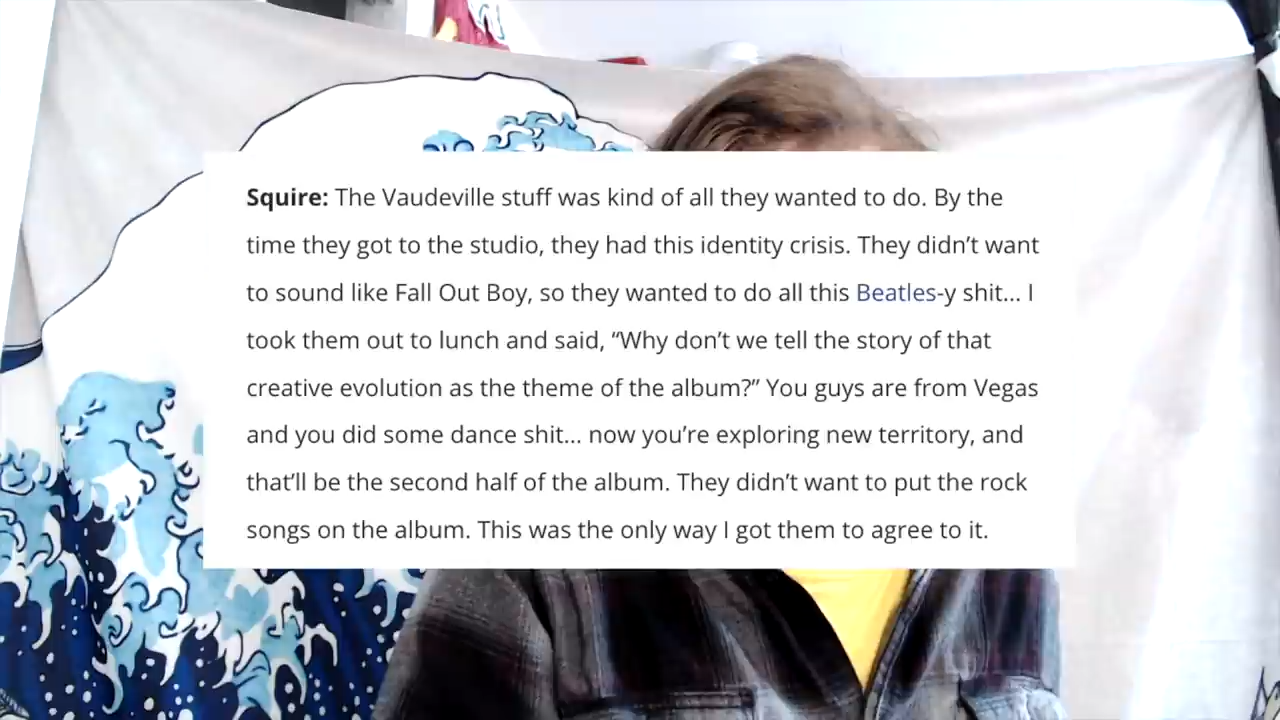 Squire: The Vaudeville stuff was kind of all they wanted to do. By the
time they got to the studio, they had this identity crisis. They didn’t want
to sound like Fall Out Boy, so they wanted to do all this Beatles-y shit... I
took them out to lunch and said, “Why don’t we tell the story of that
creative evolution as the theme of the album?” You guys are from Vegas
and you did some dance shit... now you’re exploring new territory, and
that’ll be the second half of the album. They didn’t want to put the rock
songs on the album. This was the only way I got them to agree to it.